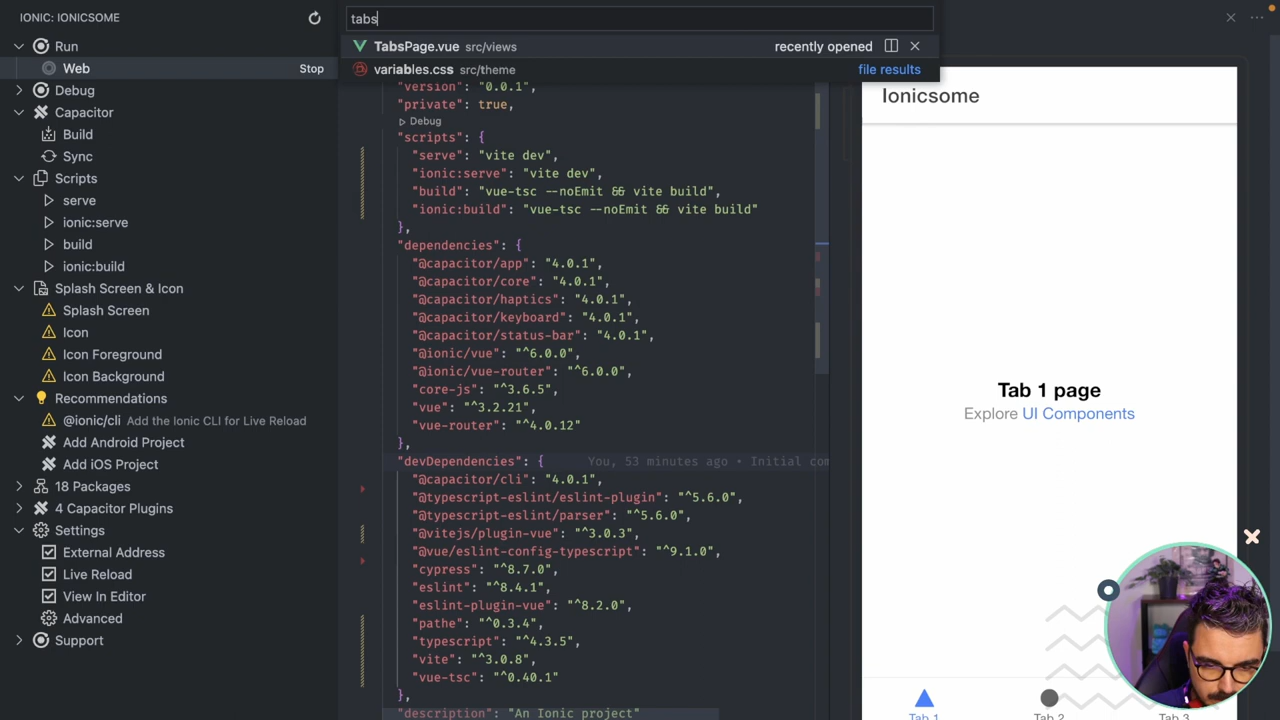 IONIC: IONICSOME
Run
Web Stop
Debug
Capacitor
Build
Sync
Scripts
serve
ionic:serve
build
ionic:build
Splash Screen & Icon
Splash Screen
Icon
Icon Foreground
Icon Background
Recommendations
@ionic/cli Add the Ionic CLI for Live Reload
Add Android Project
Add iOS Project
18 Packages
4 Capacitor Plugins
Settings
External Address
Live Reload
View In Editor
Advanced
Support
tabs
TabsPage.vue src/views recently opened
variables.css src/theme file results
"version": "0.0.1",
"private": true,
Debug
"scripts": {
"serve": "vite dev",
"ionic:serve": "vite dev",
"build": "vue-tsc --noEmit && vite build",
"ionic:build": "vue-tsc --noEmit && vite build"
},
"dependencies": {
"@capacitor/app": "4.0.1",
"@capacitor/core": "4.0.1",
"@capacitor/haptics": "4.0.1",
"@capacitor/keyboard": "4.0.1",
"@capacitor/status-bar": "4.0.1",
"@ionic/vue": "^6.0.0",
"@ionic/vue-router": "^6.0.0",
"core-js": "^3.6.5",
"vue": "^3.2.21",
"vue-router": "^4.0.12"
},
"devDependencies": { You, 53 minutes ago • Initial com
"@capacitor/cli": "4.0.1",
"@typescript-eslint/eslint-plugin": "^5.6.0",
"@typescript-eslint/parser": "^5.6.0",
"@vitejs/plugin-vue": "^3.0.3",
"@vue/eslint-config-typescript": "^9.1.0",
"cypress": "^8.7.0",
"eslint": "^8.4.1",
"eslint-plugin-vue": "^8.2.0",
"pathe": "^0.3.4",
"typescript": "^4.3.5",
"vite": "^3.0.8",
"vue-tsc": "^0.40.1"
},
"description": "An Ionic project"
Ionicsome
Tab 1 page
Explore UI Components
Tab 1
Tab 2
Tab 3